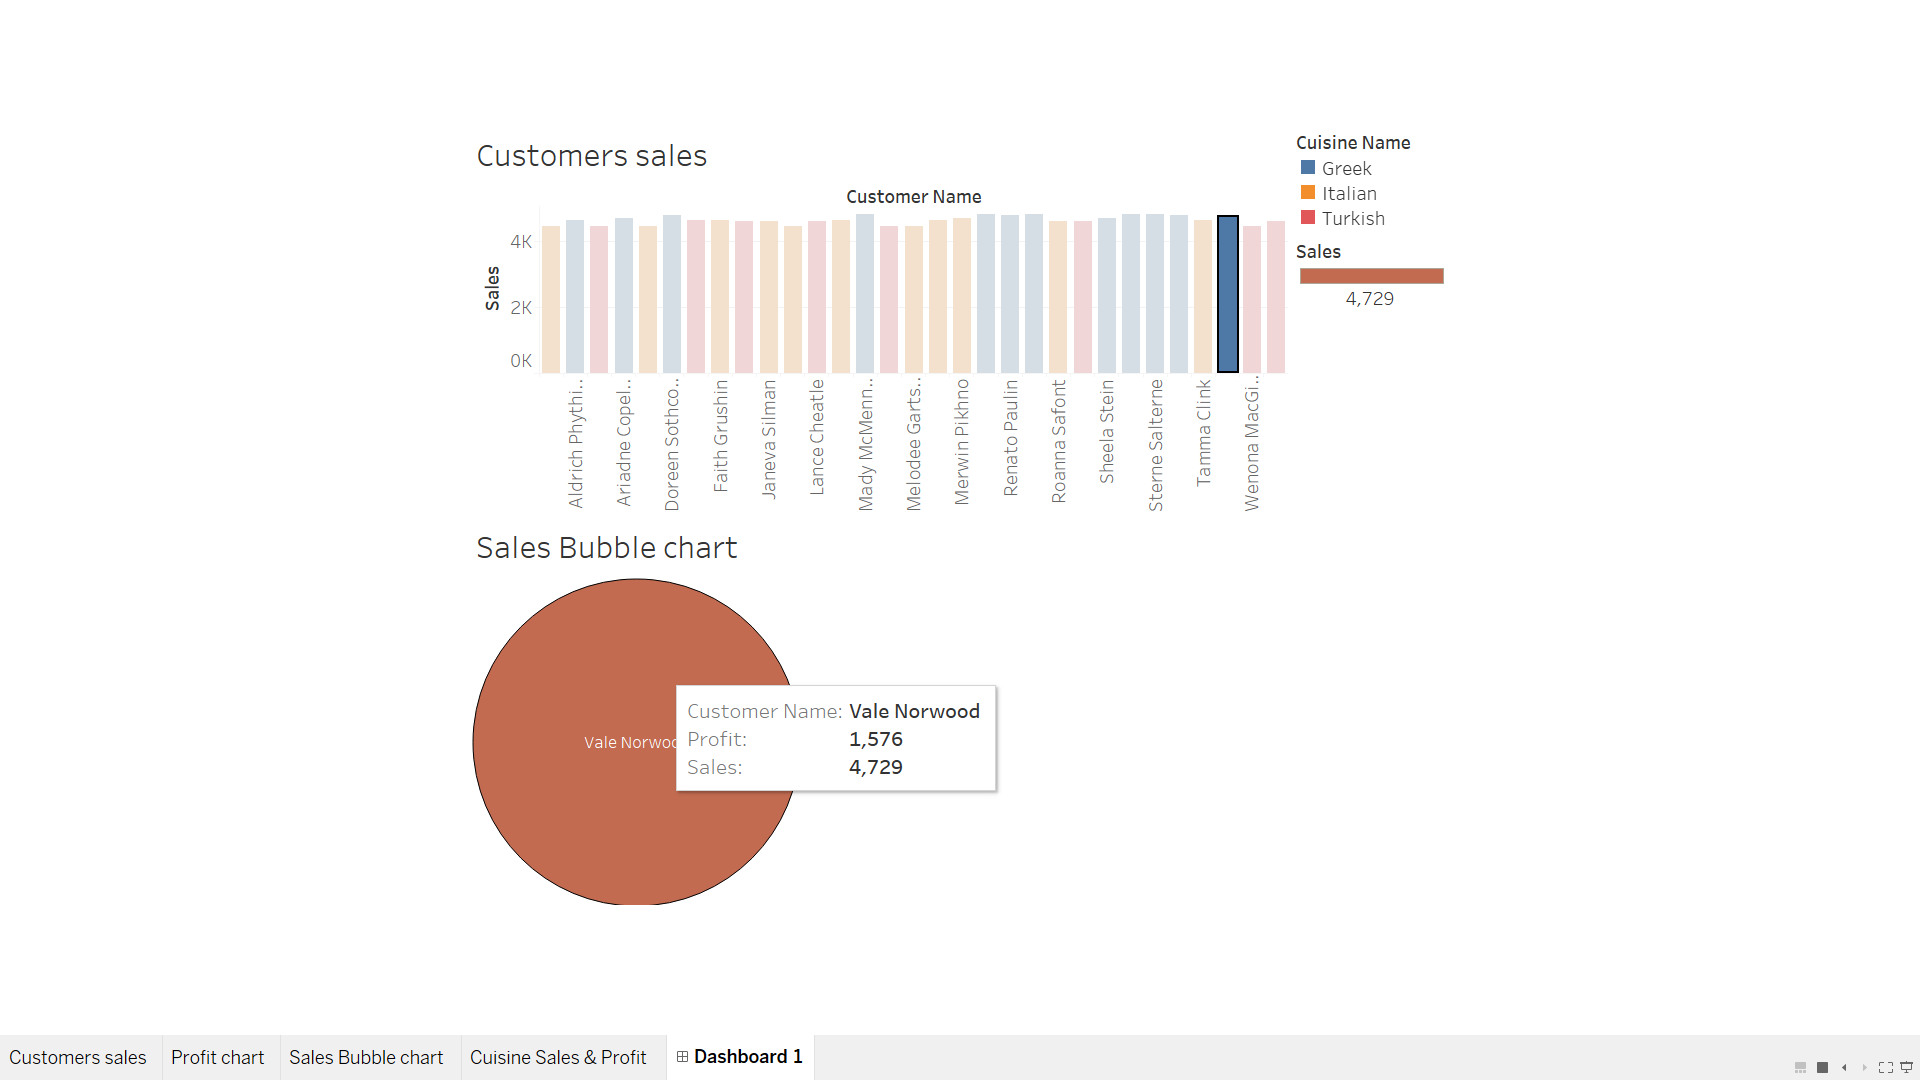 Customers sales
Customer Name
Cuisine Name
Greek
Italian
Turkish
Sales
4,729
Sales
4K
2K
0K
Aldrich Phythi..
Ariadne Copel..
Doreen Sothco..
Faith Grushin
Janeva Silman
Lance Cheatle
Mady McMenn..
Melodee Garts..
Merwin Pikhno
Renato Paulin
Roanna Safont
Sheela Stein
Sterne Salterne
Tamma Clink
Wenona MacGi..
Sales Bubble chart
Vale Norwoo
Customer Name: Vale Norwood
Profit: 1,576
Sales: 4,729
Customers sales
Profit chart
Sales Bubble chart
Cuisine Sales & Profit
Dashboard 1